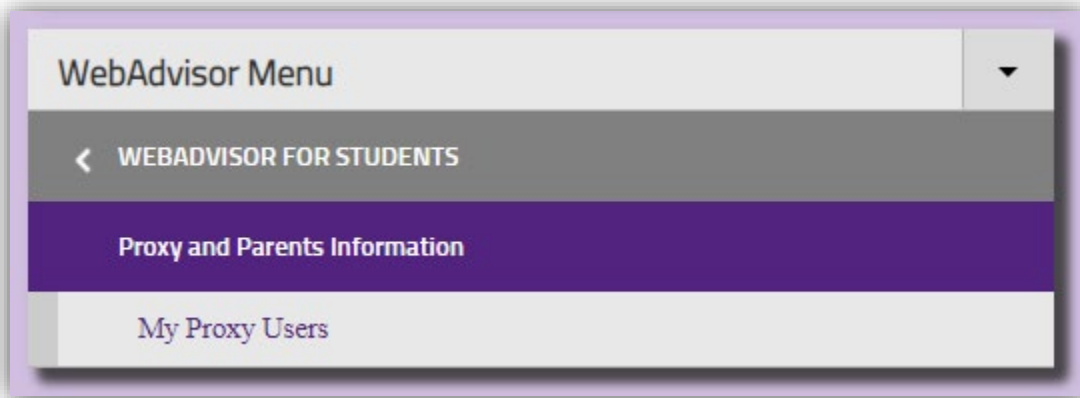 WebAdvisor Menu
WEBADVISOR FOR STUDENTS
Proxy and Parents Information
My Proxy Users